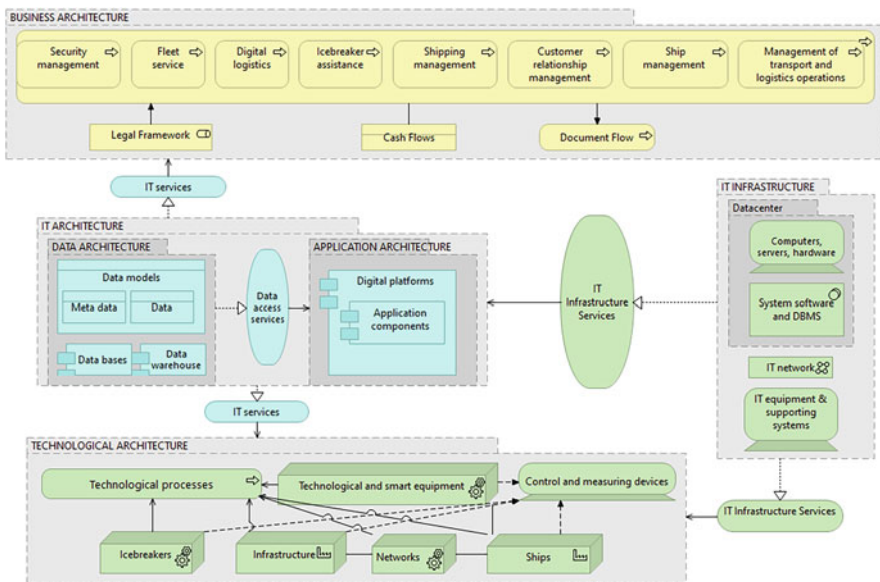 BUSINESS ARCHITECTURE
Security
management
Fleet
service
Digital
logistics
Icebreaker
assistance
Shipping
management
Customer
relationship
management
Ship
management
Management of
transport and
logistics operations
Legal Framework
Cash Flows
Document Flow
IT services
IT ARCHITECTURE
DATA ARCHITECTURE
Data models
Meta data
Data
Data bases
Data
warehouse
Data
access
services
APPLICATION ARCHITECTURE
Digital platforms
Application
components
IT
Infrastructure
Services
IT INFRASTRUCTURE
Datacenter
Computers,
servers, hardware
System software
and DBMS
IT network
IT equipment &
supporting
systems
IT services
IT Infrastructure Services
TECHNOLOGICAL ARCHITECTURE
Technological processes
Technological and smart equipment
Control and measuring devices
Icebreakers
Infrastructure
Networks
Ships